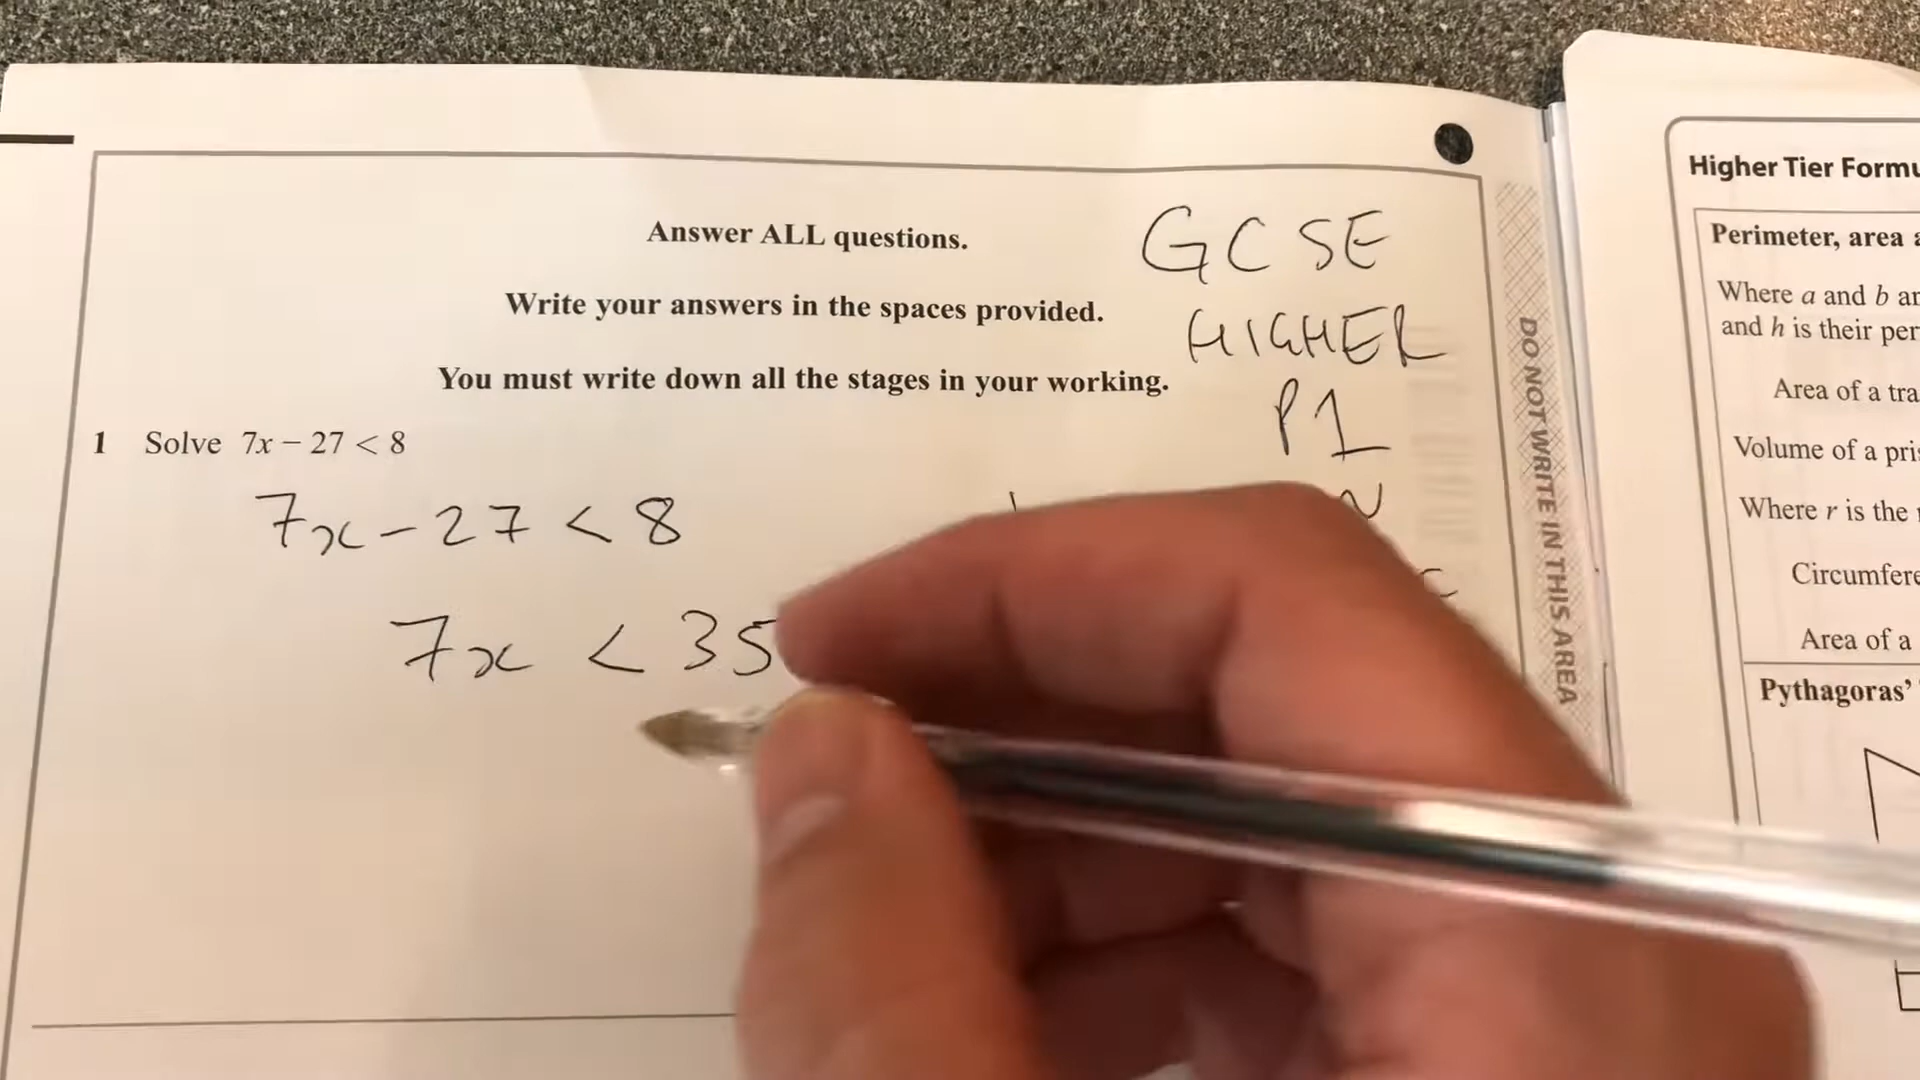 Answer ALL questions.
Write your answers in the spaces provided.
You must write down all the stages in your working.
GCSE
HIGHER
P1
1 Solve 7x − 27 < 8
7x − 27 < 8
7x < 35
DO NOT WRITE IN THIS AREA
Higher Tier Formu
Perimeter, area a
Where a and b ar
and h is their per
Area of a tra
Volume of a pris
Where r is the
Circumfere
Area of a
Pythagoras’